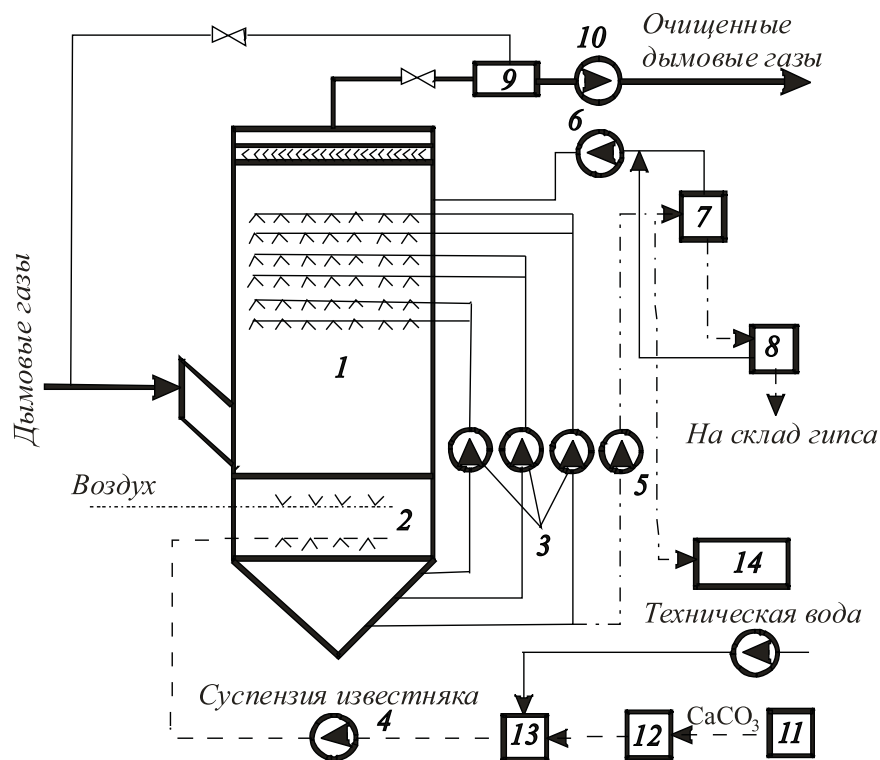 Очищенные
дымовые газы
10
9
6
7
8
На склад гипса
Дымовые газы
1
Воздух
2
3
5
14
Техническая вода
Суспензия известняка
4
13
12
CaCO3
11